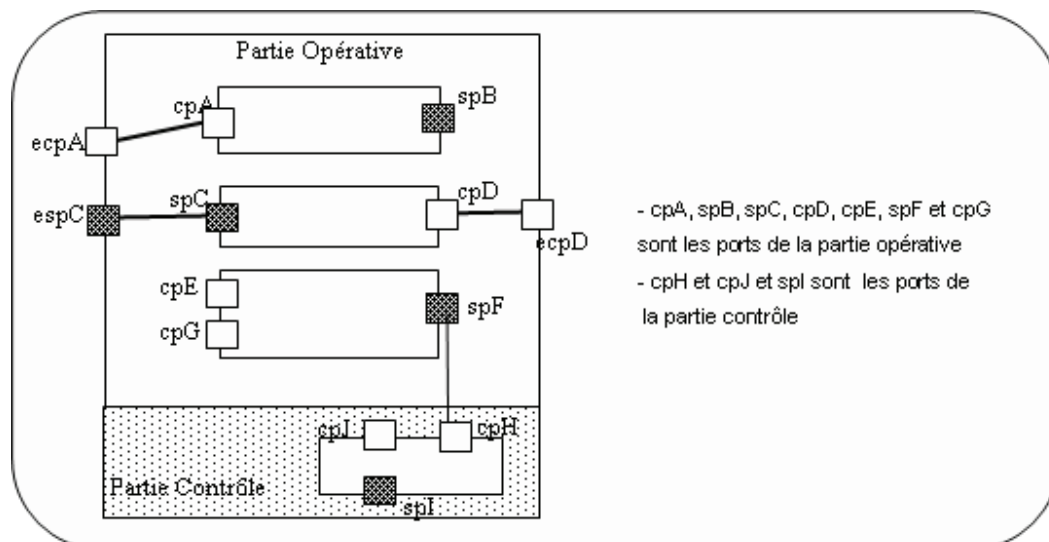 Partie Opérative
cpA
spB
ecpA
espC
spC
cpD
ecpD
cpE
cpG
spF
cpJ
cpH
Partie Contrôle
spI
- cpA, spB, spC, cpD, cpE, spF et cpG
sont les ports de la partie opérative
- cpH et cpJ et spI sont les ports de
la partie contrôle